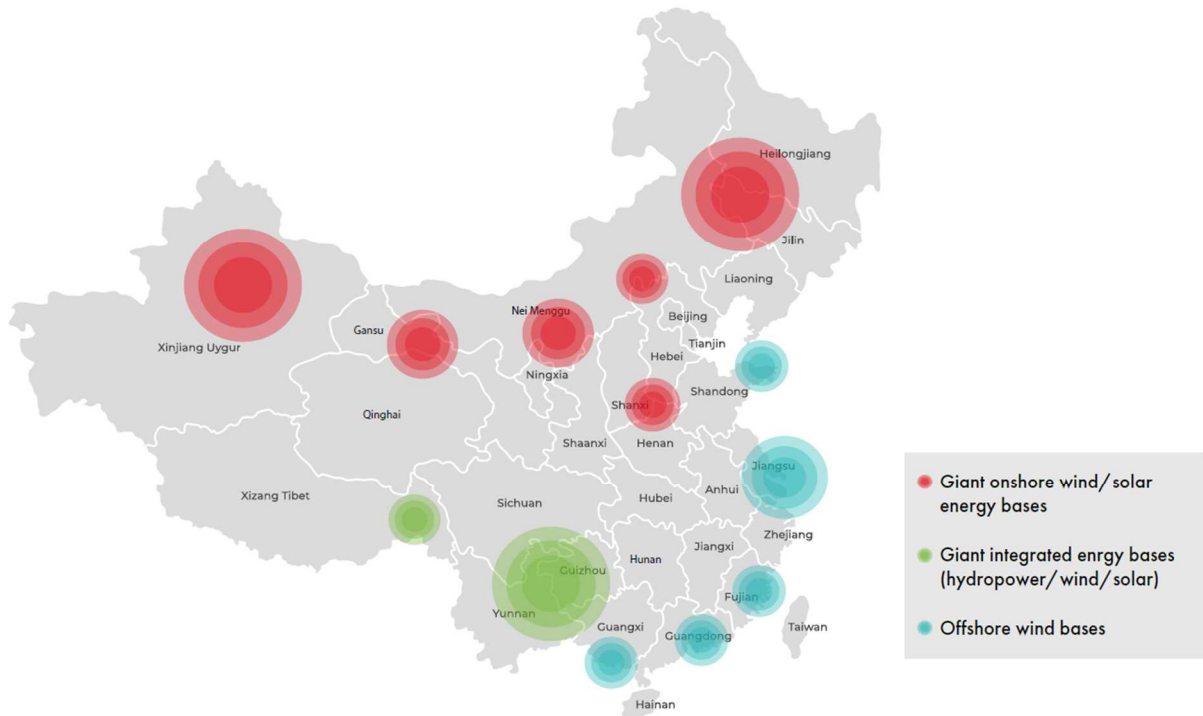 Heilongjiang
Jilin
Liaoning
Nei Menggu
Beijing
Gansu
Tianjin
Xinjiang Uygur
Hebei
Ningxia
Shandong
Shanxi
Qinghai
Shaanxi
Henan
Jiangsu
Anhui
Xizang Tibet
Sichuan
Hubei
Zhejiang
Jiangxi
Hunan
Guizhou
Fujian
Yunnan
Guangxi
Taiwan
Guangdong
Hainan
Giant onshore wind/solar
energy bases
Giant integrated enrgy bases
(hydropower/wind/solar)
Offshore wind bases